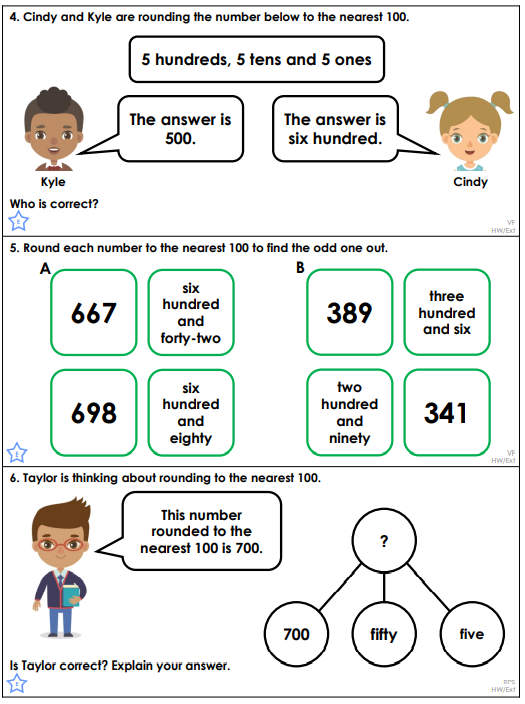 4. Cindy and Kyle are rounding the number below to the nearest 100.
5 hundreds, 5 tens and 5 ones
The answer is
500.
The answer is
six hundred.
Kyle
Cindy
Who is correct?
E
VF
HW/Ext
5. Round each number to the nearest 100 to find the odd one out.
A
667
six
hundred
and
forty-two
698
six
hundred
and
eighty
B
389
three
hundred
and six
two
hundred
and
ninety
341
E
VF
HW/Ext
6. Taylor is thinking about rounding to the nearest 100.
This number
rounded to the
nearest 100 is 700.
?
700
fifty
five
Is Taylor correct? Explain your answer.
E
RPS
HW/Ext